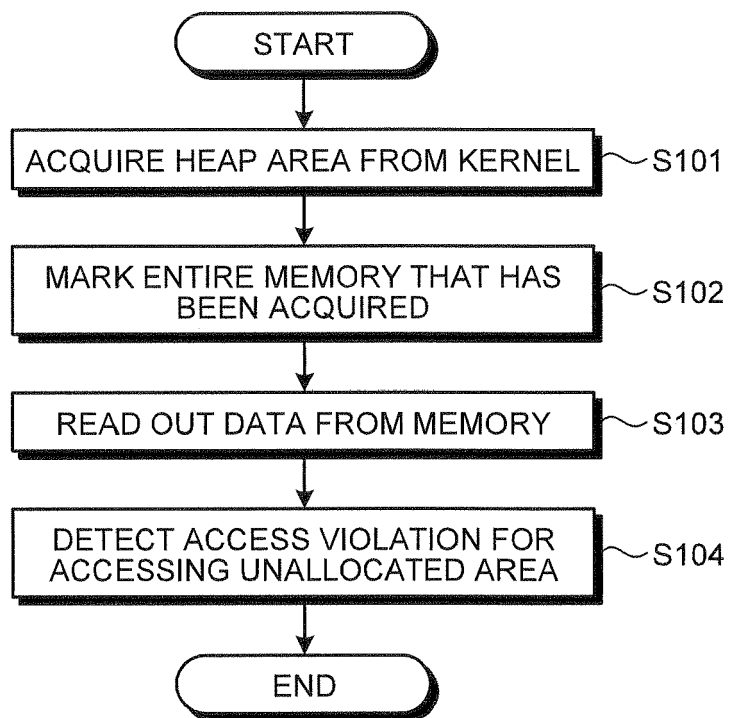 START
ACQUIRE HEAP AREA FROM KERNEL
S101
MARK ENTIRE MEMORY THAT HAS
BEEN ACQUIRED
S102
READ OUT DATA FROM MEMORY
S103
DETECT ACCESS VIOLATION FOR
ACCESSING UNALLOCATED AREA
S104
END